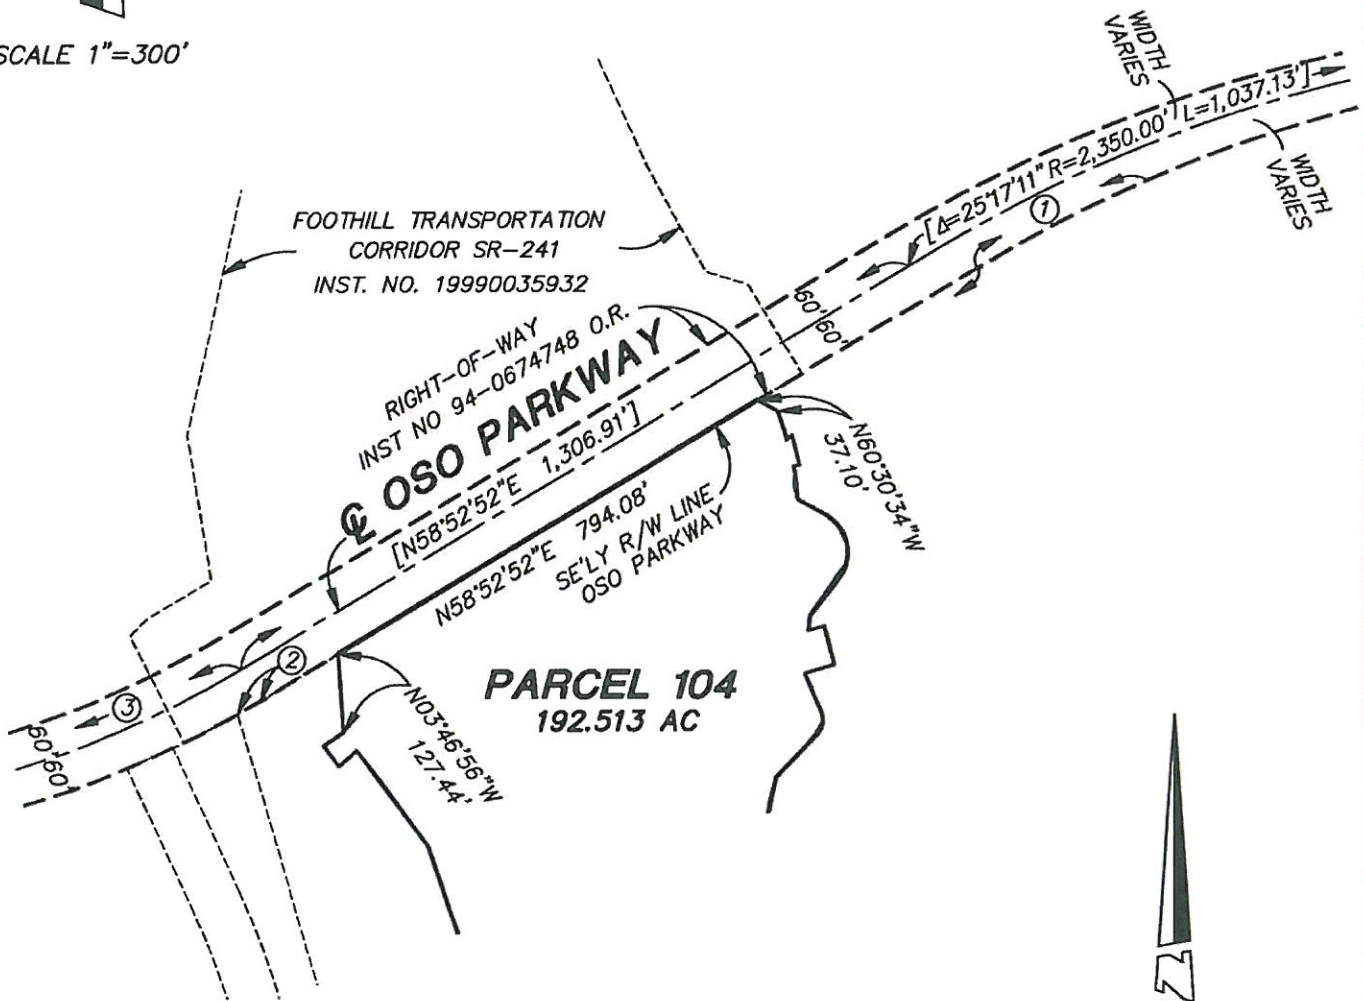 SCALE 1"=300'
WIDTH
VARIES
[Δ=25°17'11" R=2,350.00' L=1,037.13']
WIDTH
VARIES
①
FOOTHILL TRANSPORTATION
CORRIDOR SR-241
INST. NO. 19990035932
60' 60'
RIGHT-OF-WAY
INST NO 94-0674748 O.R.
℄ OSO PARKWAY
[N58°52'52"E 1,306.91']
N58°52'52"E 794.08'
SE'LY R/W LINE
OSO PARKWAY
N60°30'34"W
37.10'
②
③
60' 60'
PARCEL 104
192.513 AC
N03°46'56"W
127.44'
N